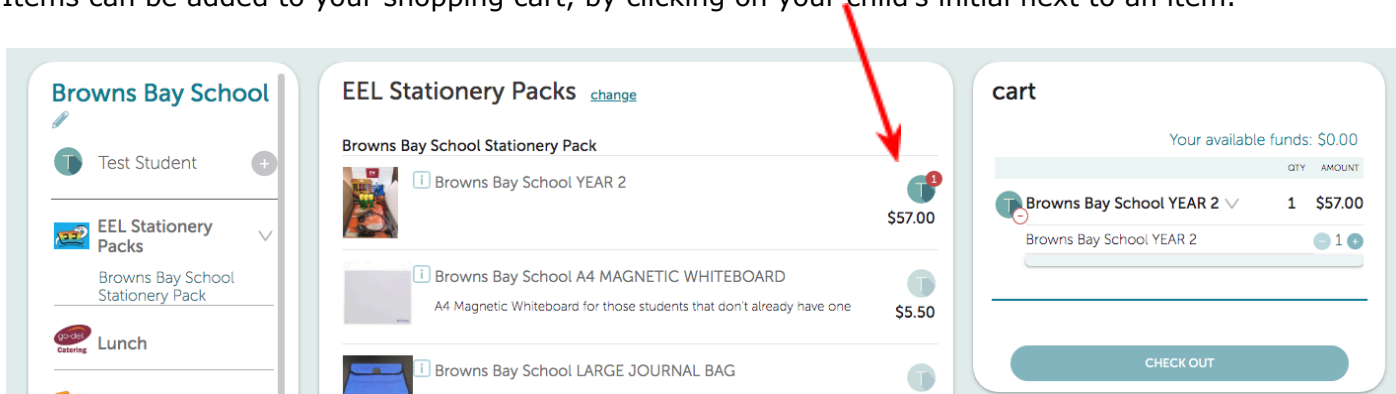 Items can be added to your shopping cart, by clicking on your child's initial next to an item.
Browns Bay School
T Test Student +
EEL Stationery Packs
Browns Bay School Stationery Pack
go-deli Catering Lunch
EEL Stationery Packs change
Browns Bay School Stationery Pack
i Browns Bay School YEAR 2
T 1
$57.00
i Browns Bay School A4 MAGNETIC WHITEBOARD
A4 Magnetic Whiteboard for those students that don't already have one
T
$5.50
i Browns Bay School LARGE JOURNAL BAG
T
cart
Your available funds: $0.00
QTY AMOUNT
T Browns Bay School YEAR 2 1 $57.00
Browns Bay School YEAR 2 - 1 +
CHECK OUT